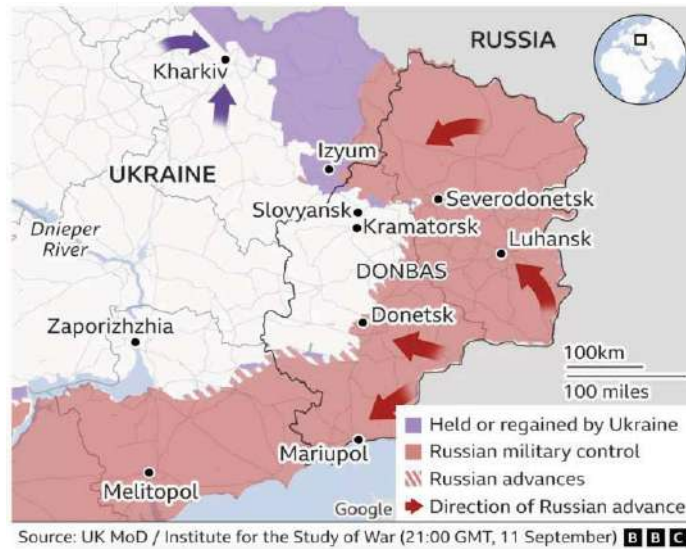 RUSSIA
Kharkiv
Izyum
UKRAINE
Severodonetsk
Slovyansk
Kramatorsk
Dnieper
River
Luhansk
DONBAS
Zaporizhzhia
Donetsk
100km
100 miles
Held or regained by Ukraine
Russian military control
Russian advances
Direction of Russian advance
Mariupol
Melitopol
Google
Source: UK MoD / Institute for the Study of War (21:00 GMT, 11 September) BBC